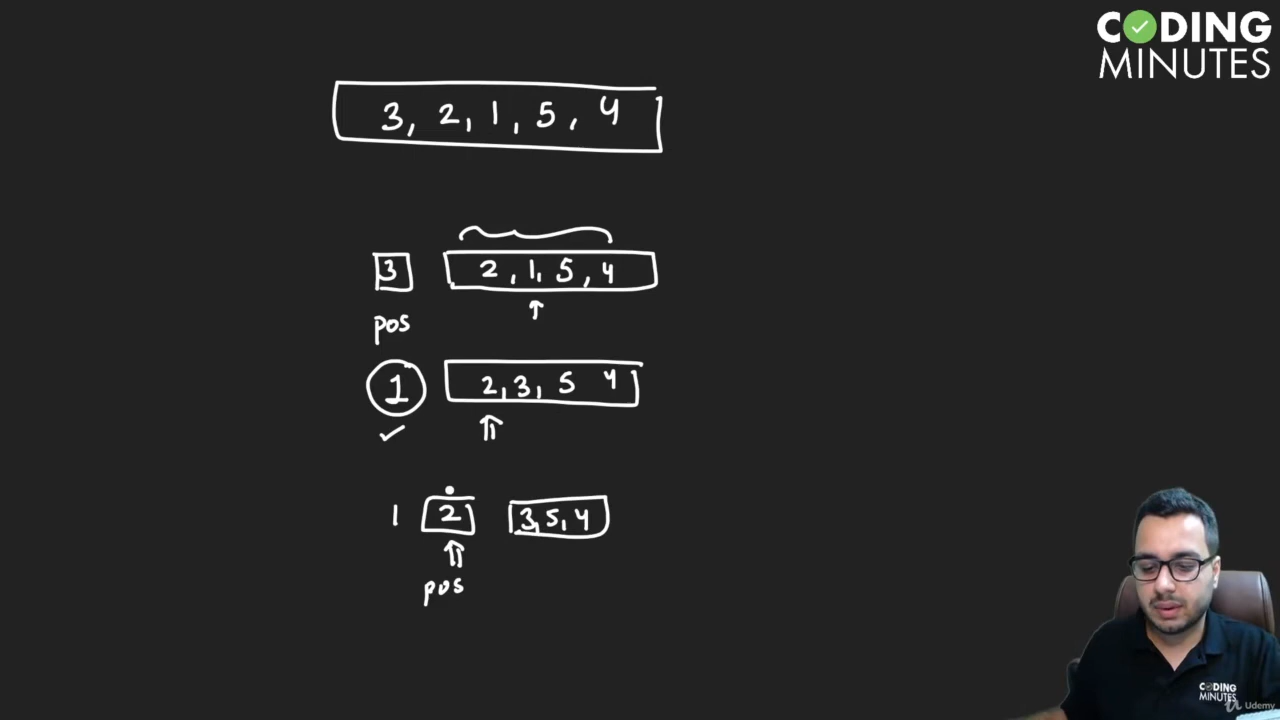 CODING
MINUTES
3, 2, 1, 5, 4
3 2, 1, 5, 4
pos
1 2, 3, 5 4
1 2 3, 5, 4
pos
CODING
MINUTES
Udemy